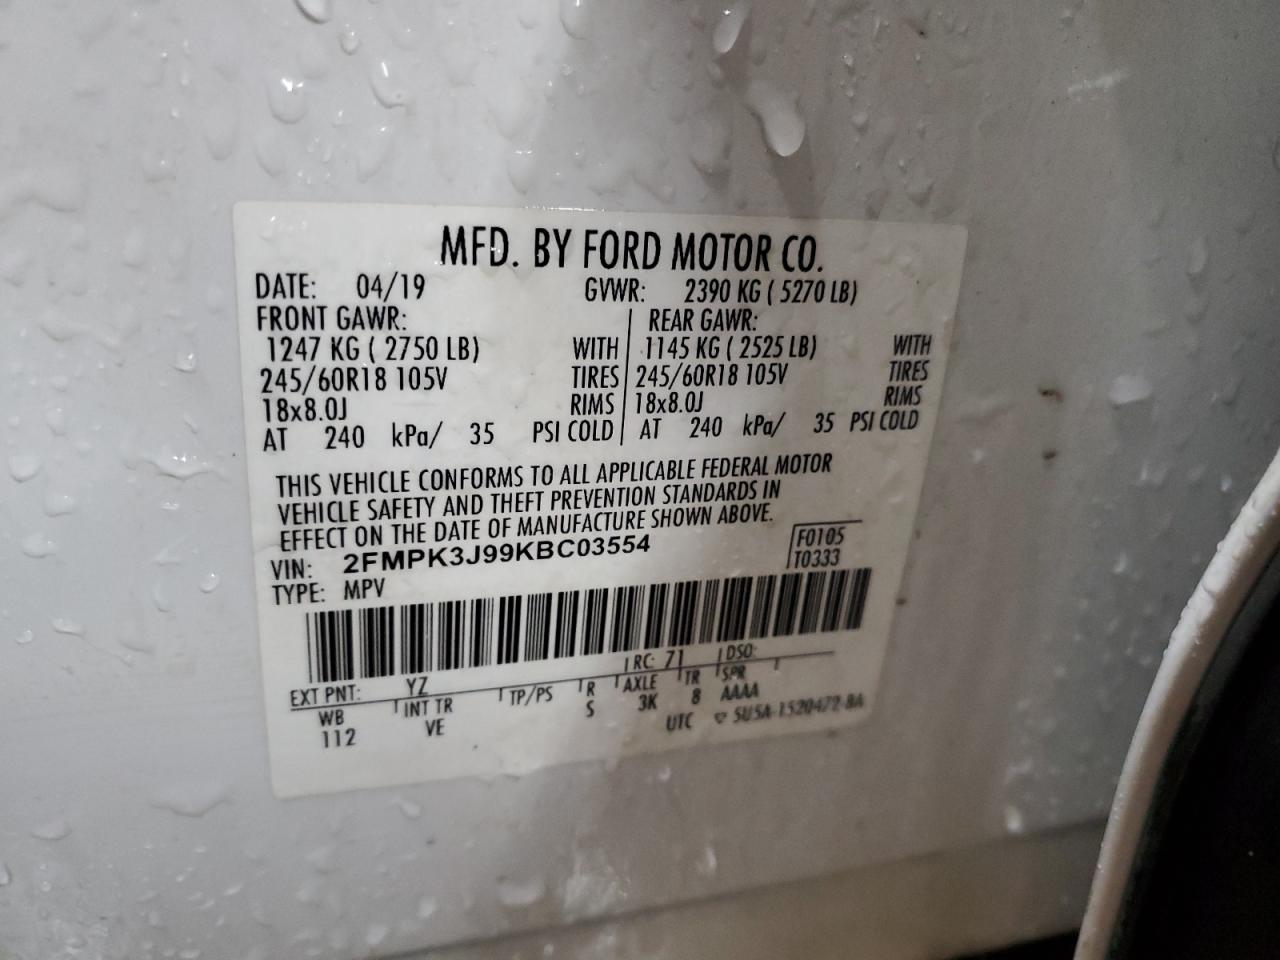 MFD. BY FORD MOTOR CO.
DATE: 04/19 GVWR: 2390 KG ( 5270 LB)
FRONT GAWR: REAR GAWR:
1247 KG ( 2750 LB) WITH 1145 KG ( 2525 LB) WITH
245/60R18 105V TIRES 245/60R18 105V TIRES
18x8.0J RIMS 18x8.0J RIMS
AT 240 kPa/ 35 PSI COLD AT 240 kPa/ 35 PSI COLD
THIS VEHICLE CONFORMS TO ALL APPLICABLE FEDERAL MOTOR
VEHICLE SAFETY AND THEFT PREVENTION STANDARDS IN
EFFECT ON THE DATE OF MANUFACTURE SHOWN ABOVE.
VIN: 2FMPK3J99KBC03554 F0105
TYPE: MPV T0333
EXT PNT: YZ RC: 71 DSO:
WB INT TR TP/PS R AXLE TR SPR
112 VE S 3K 8 AAAA
UTC 5U5A-1520472-BA